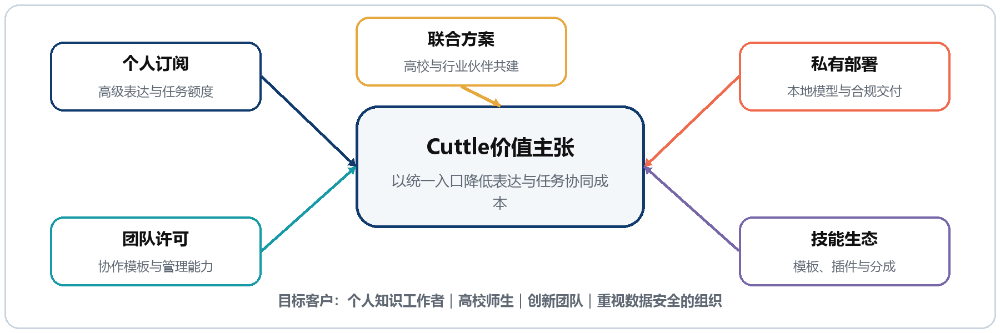 联合方案
高校与行业伙伴共建
个人订阅
高级表达与任务额度
私有部署
本地模型与合规交付
Cuttle价值主张
以统一入口降低表达与任务协同成
本
团队许可
协作模板与管理能力
技能生态
模板、插件与分成
目标客户：个人知识工作者｜高校师生｜创新团队｜重视数据安全的组织